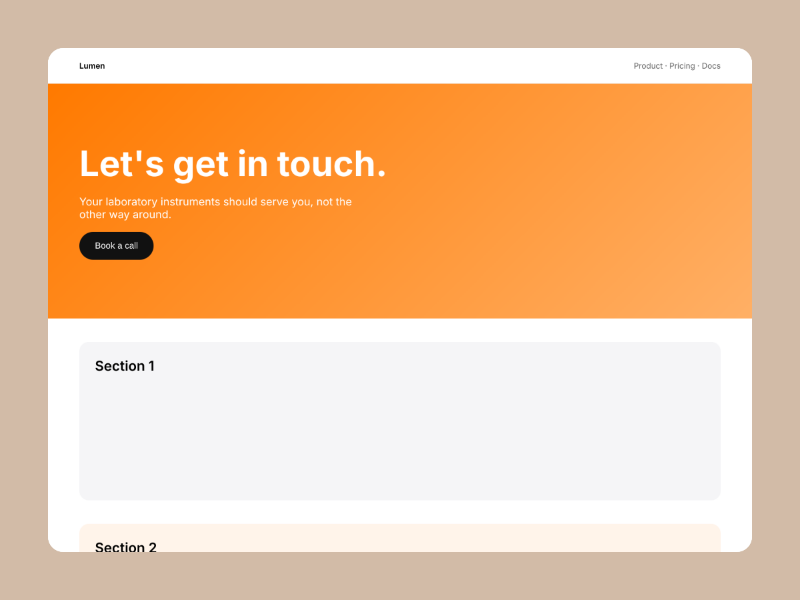 Lumen
Product · Pricing · Docs
Let's get in touch.
Your laboratory instruments should serve you, not the
other way around.
Book a call
Section 1
Section 2